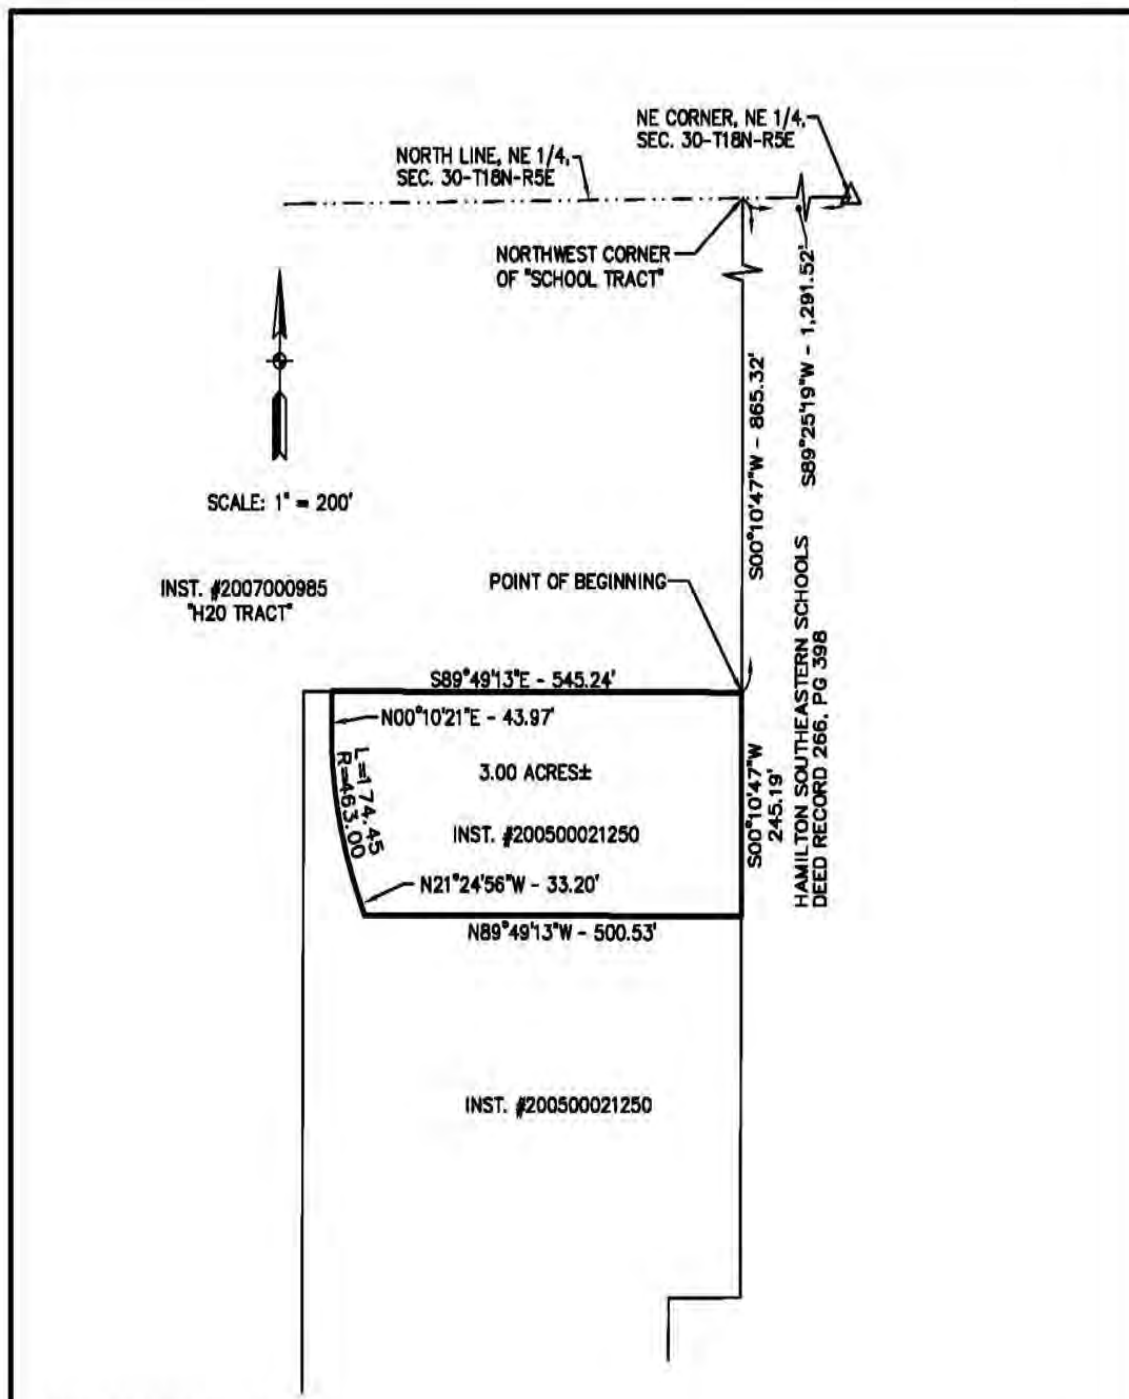 NE CORNER, NE 1/4,
SEC. 30-T18N-R5E
NORTH LINE, NE 1/4,
SEC. 30-T18N-R5E
NORTHWEST CORNER
OF "SCHOOL TRACT"
S89°25'19"W - 1,291.52'
S00°10'47"W - 865.32'
SCALE: 1" = 200'
INST. #2007000985
"H20 TRACT"
POINT OF BEGINNING
HAMILTON SOUTHEASTERN SCHOOLS
DEED RECORD 266, PG 398
S89°49'13"E - 545.24'
N00°10'21"E - 43.97'
L=174.45
R=463.00
3.00 ACRES±
S00°10'47"W
245.19'
INST. #200500021250
N21°24'56"W - 33.20'
N89°49'13"W - 500.53'
INST. #200500021250